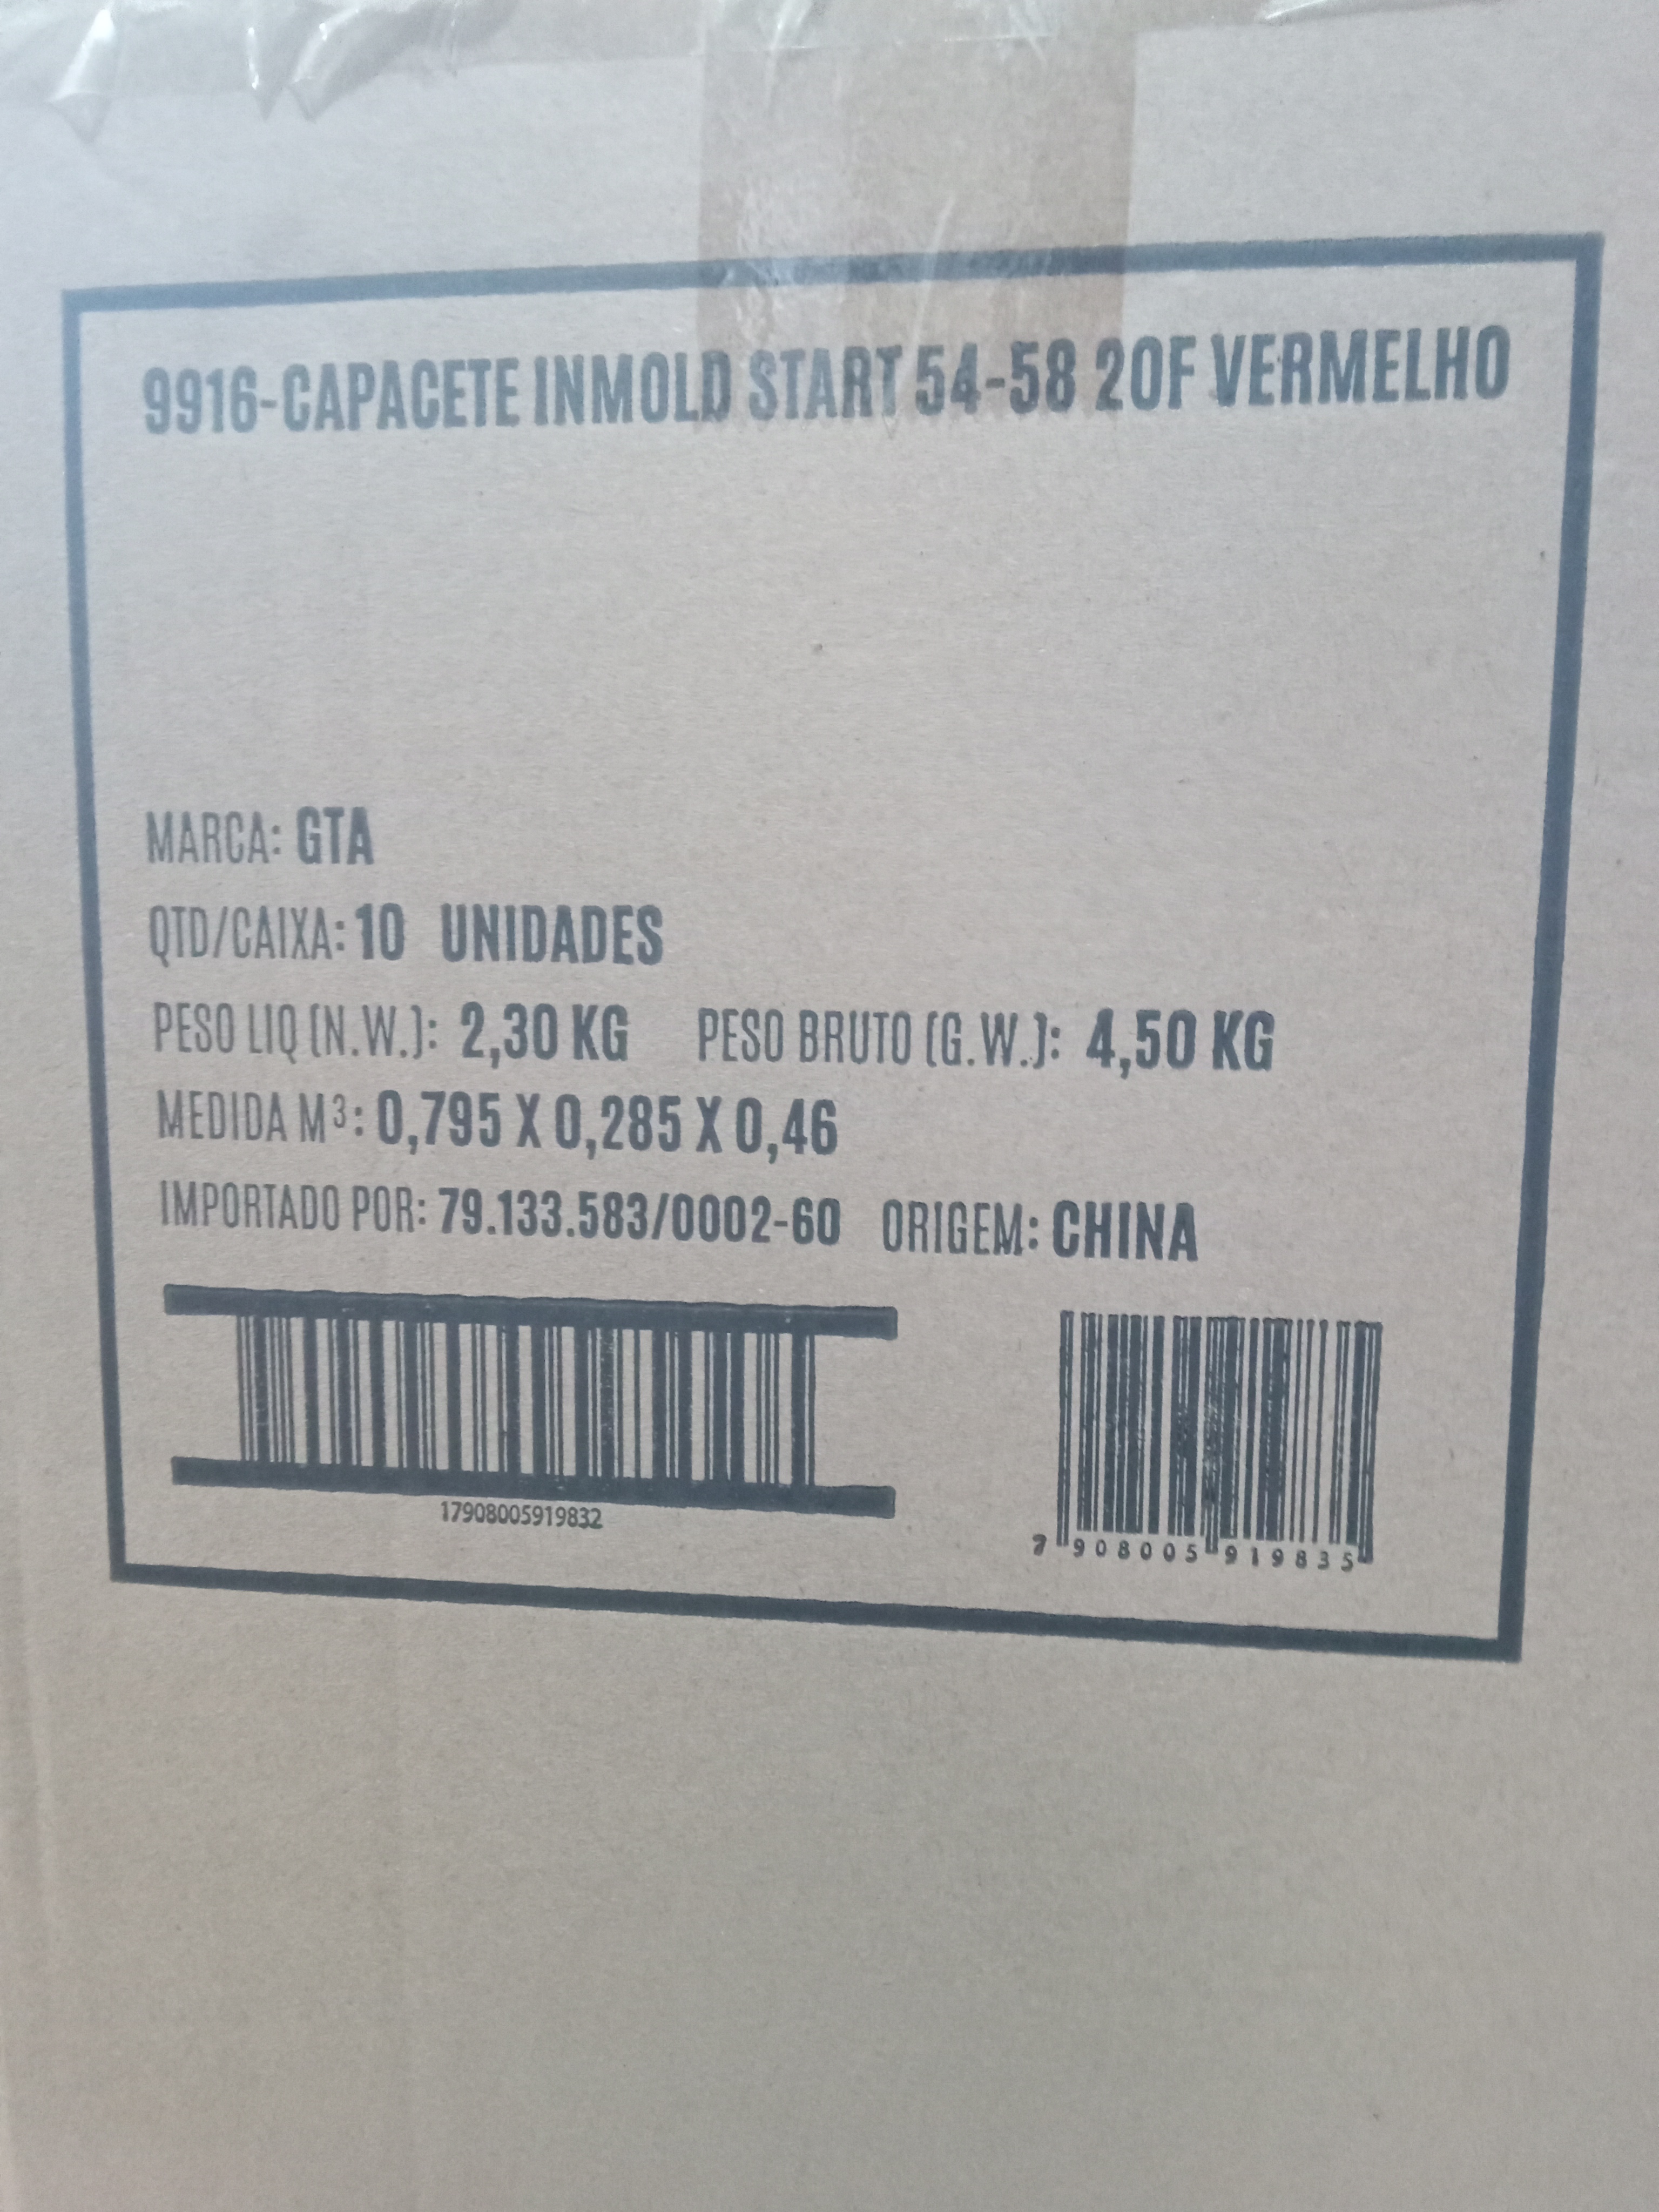 9916-CAPACETE INMOLD START 54-58 20F VERMELHO
MARCA: GTA
QTD/CAIXA: 10 UNIDADES
PESO LIQ (N.W.): 2,30 KG PESO BRUTO (G.W.): 4,50 KG
MEDIDA M³: 0,795 X 0,285 X 0,46
IMPORTADO POR: 79.133.583/0002-60 ORIGEM: CHINA
17908005919832
7 908005 919835